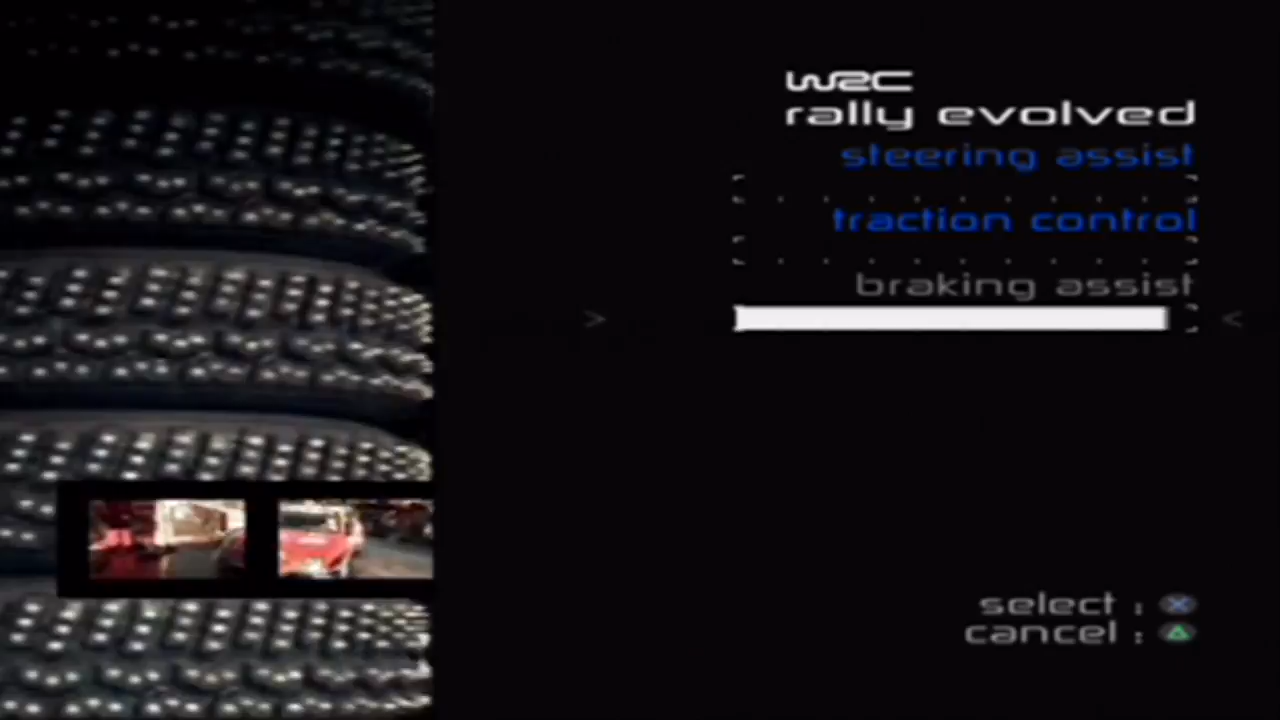 WRC
rally evolved
steering assist
traction control
braking assist
> <
select :
cancel :